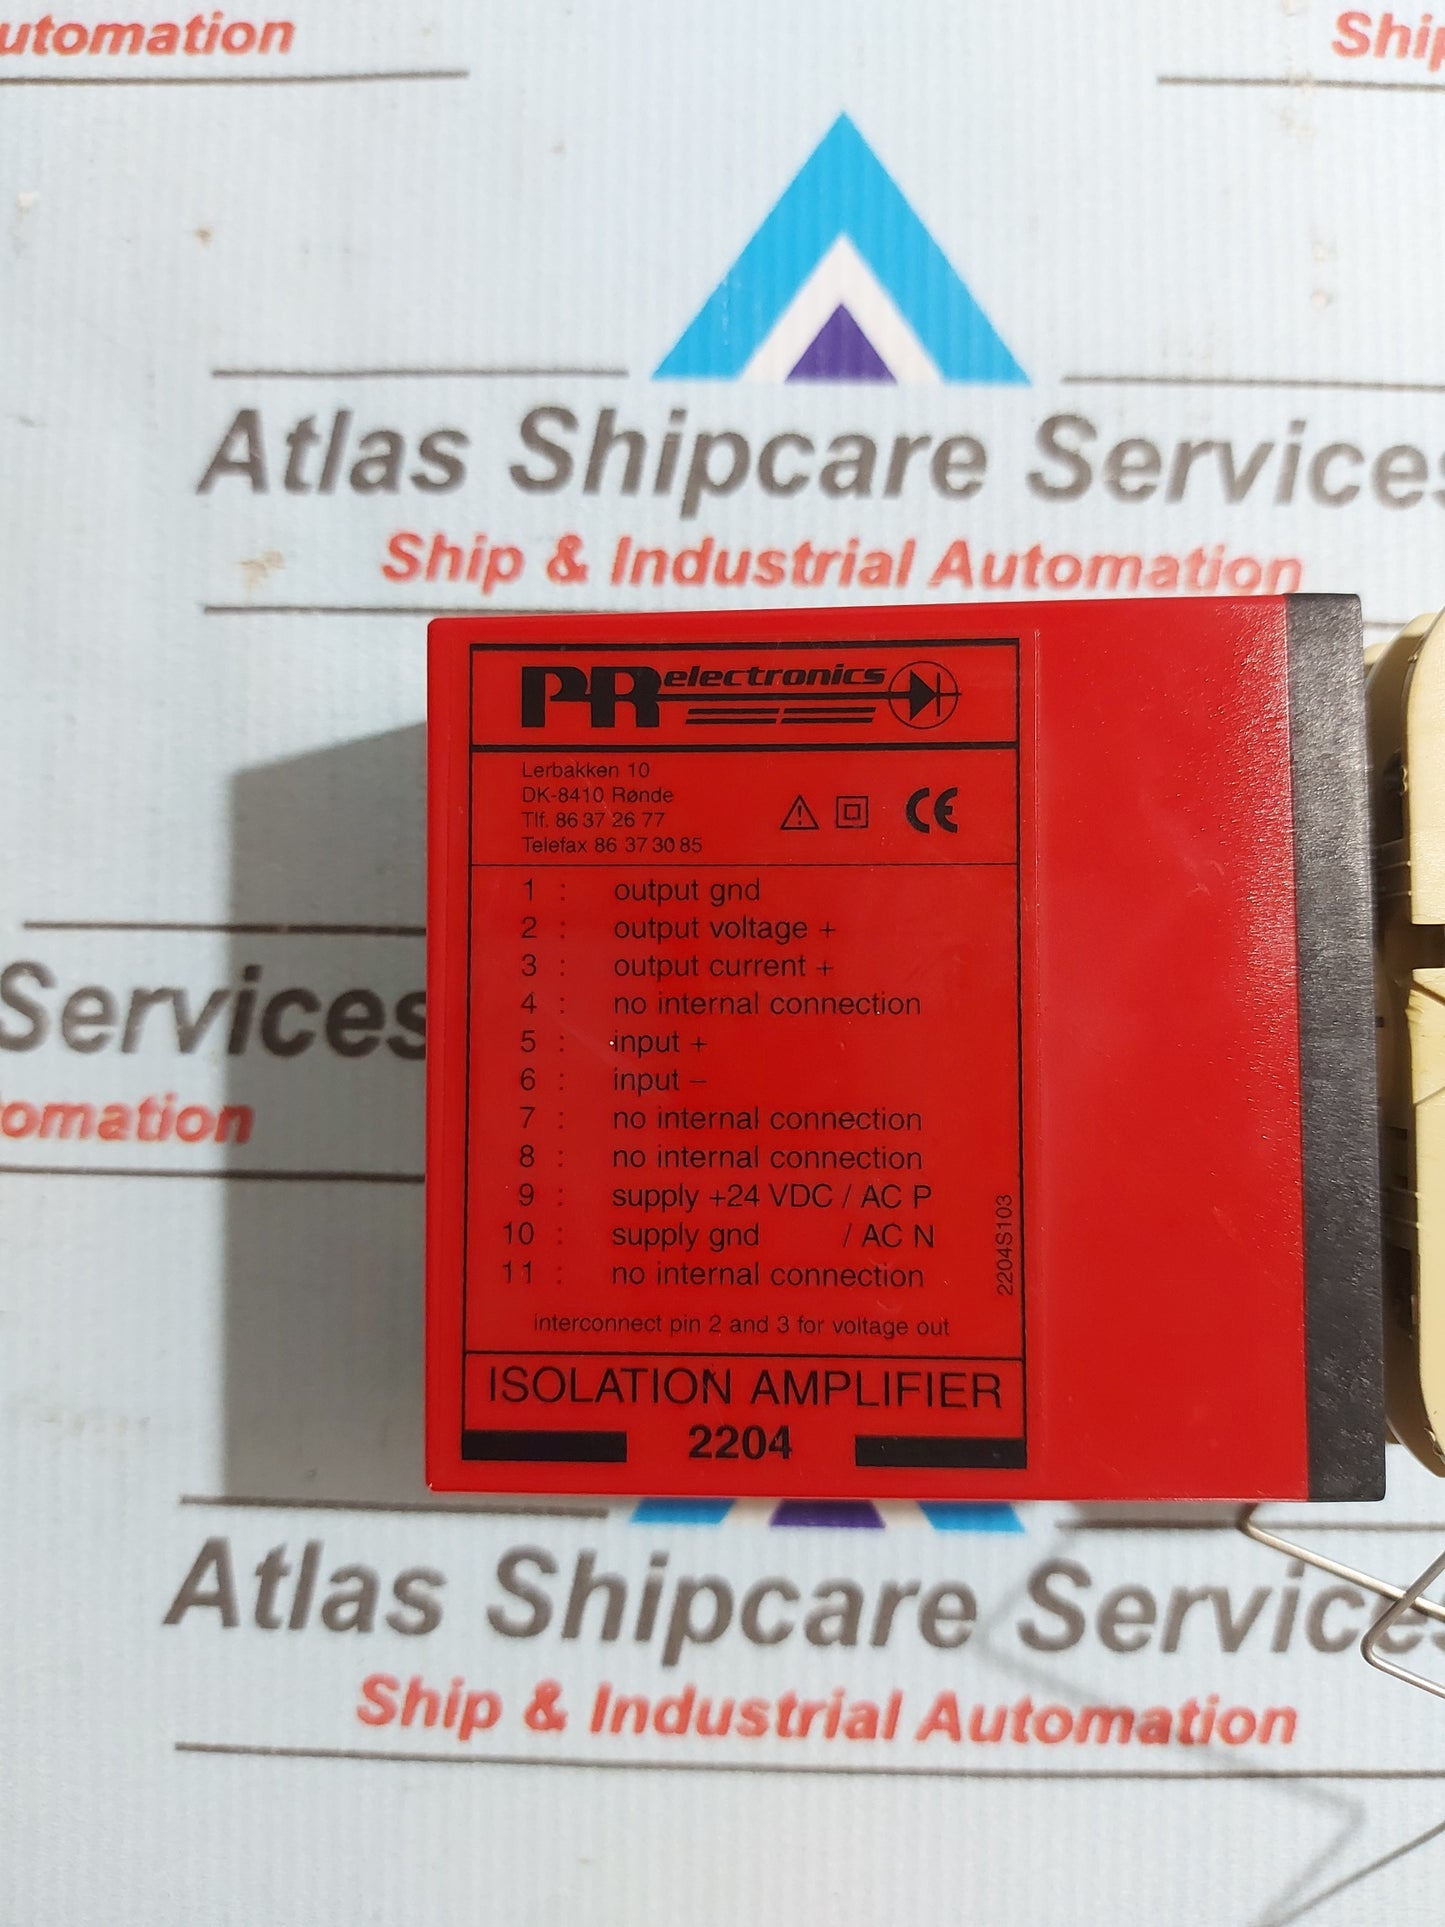 utomation
Ship
Atlas Shipcare Services
Ship & Industrial Automation
PR electronics
Lerbakken 10
DK-8410 Rønde
Tlf. 86 37 26 77
Telefax 86 37 30 85
CE
1 : output gnd
2 : output voltage +
3 : output current +
4 : no internal connection
5 : input +
6 : input –
7 : no internal connection
8 : no internal connection
9 : supply +24 VDC / AC P
10 : supply gnd / AC N
11 : no internal connection
2204S103
interconnect pin 2 and 3 for voltage out
ISOLATION AMPLIFIER
2204
Services
tomation
Atlas Shipcare Services
Ship & Industrial Automation